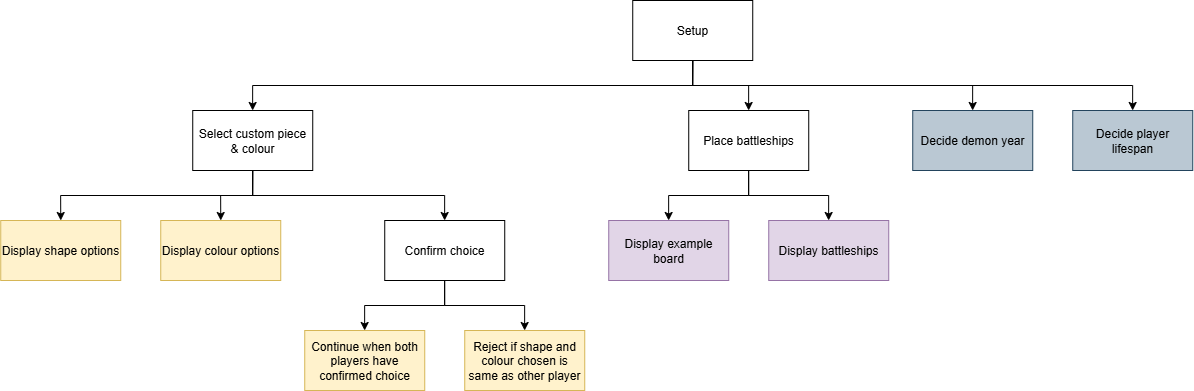 Setup
Select custom piece
& colour
Place battleships
Decide demon year
Decide player
lifespan
Display shape options
Display colour options
Confirm choice
Display example
board
Display battleships
Continue when both
players have
confirmed choice
Reject if shape and
colour chosen is
same as other player